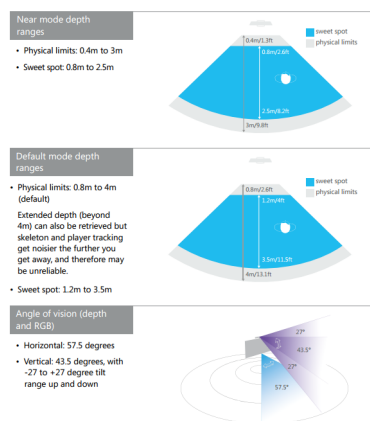 Near mode depth
ranges
• Physical limits: 0.4m to 3m
• Sweet spot: 0.8m to 2.5m
0.4m/1.3ft
0.8m/2.6ft
2.5m/8.2ft
3m/9.8ft
sweet spot
physical limits
Default mode depth
ranges
• Physical limits: 0.8m to 4m
(default)
Extended depth (beyond
4m) can also be retrieved but
skeleton and player tracking
get noisier the further you
get away, and therefore may
be unreliable.
• Sweet spot: 1.2m to 3.5m
0.8m/2.6ft
1.2m/4ft
3.5m/11.5ft
4m/13.1ft
sweet spot
physical limits
Angle of vision (depth
and RGB)
• Horizontal: 57.5 degrees
• Vertical: 43.5 degrees, with
-27 to +27 degree tilt
range up and down
27°
43.5°
27°
57.5°